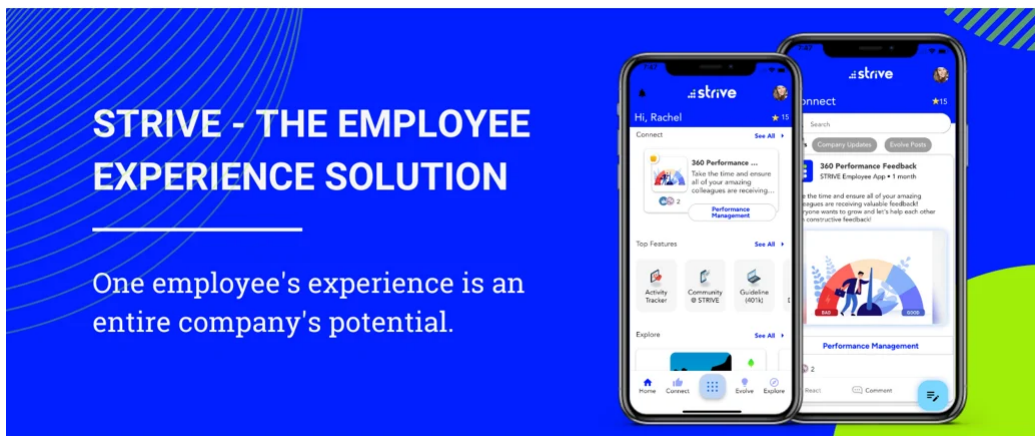 STRIVE - THE EMPLOYEE
EXPERIENCE SOLUTION
One employee's experience is an
entire company's potential.
7:47
strive
Hi, Rachel
15
Connect
See All
360 Performance ...
Take the time and ensure
all of your amazing
colleagues are receiving...
2
Performance
Management
Top Features
See All
Activity
Tracker
Community
@ STRIVE
Guideline
(401k)
Explore
See All
Home
Connect
Evolve
Explore
7:47
strive
onnect
15
Search
Company Updates
Evolve Posts
360 Performance Feedback
STRIVE Employee App • 1 month
the time and ensure all of your amazing
eagues are receiving valuable feedback!
ryone wants to grow and let's help each other
constructive feedback!
BAD
GOOD
Performance Management
2
React
Comment